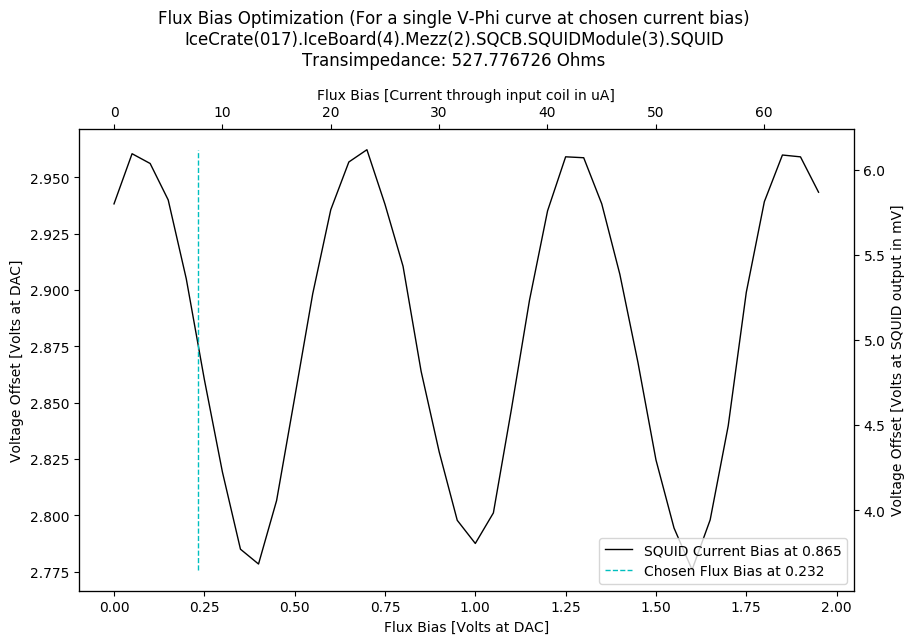 Flux Bias Optimization (For a single V-Phi curve at chosen current bias)
IceCrate(017).IceBoard(4).Mezz(2).SQCB.SQUIDModule(3).SQUID
Transimpedance: 527.776726 Ohms
Flux Bias [Current through input coil in uA]
0 10 20 30 40 50 60
2.950
2.925
2.900
2.875
2.850
2.825
2.800
2.775
Voltage Offset [Volts at DAC]
6.0
5.5
5.0
4.5
4.0
Voltage Offset [Volts at SQUID output in mV]
SQUID Current Bias at 0.865
Chosen Flux Bias at 0.232
0.00 0.25 0.50 0.75 1.00 1.25 1.50 1.75 2.00
Flux Bias [Volts at DAC]